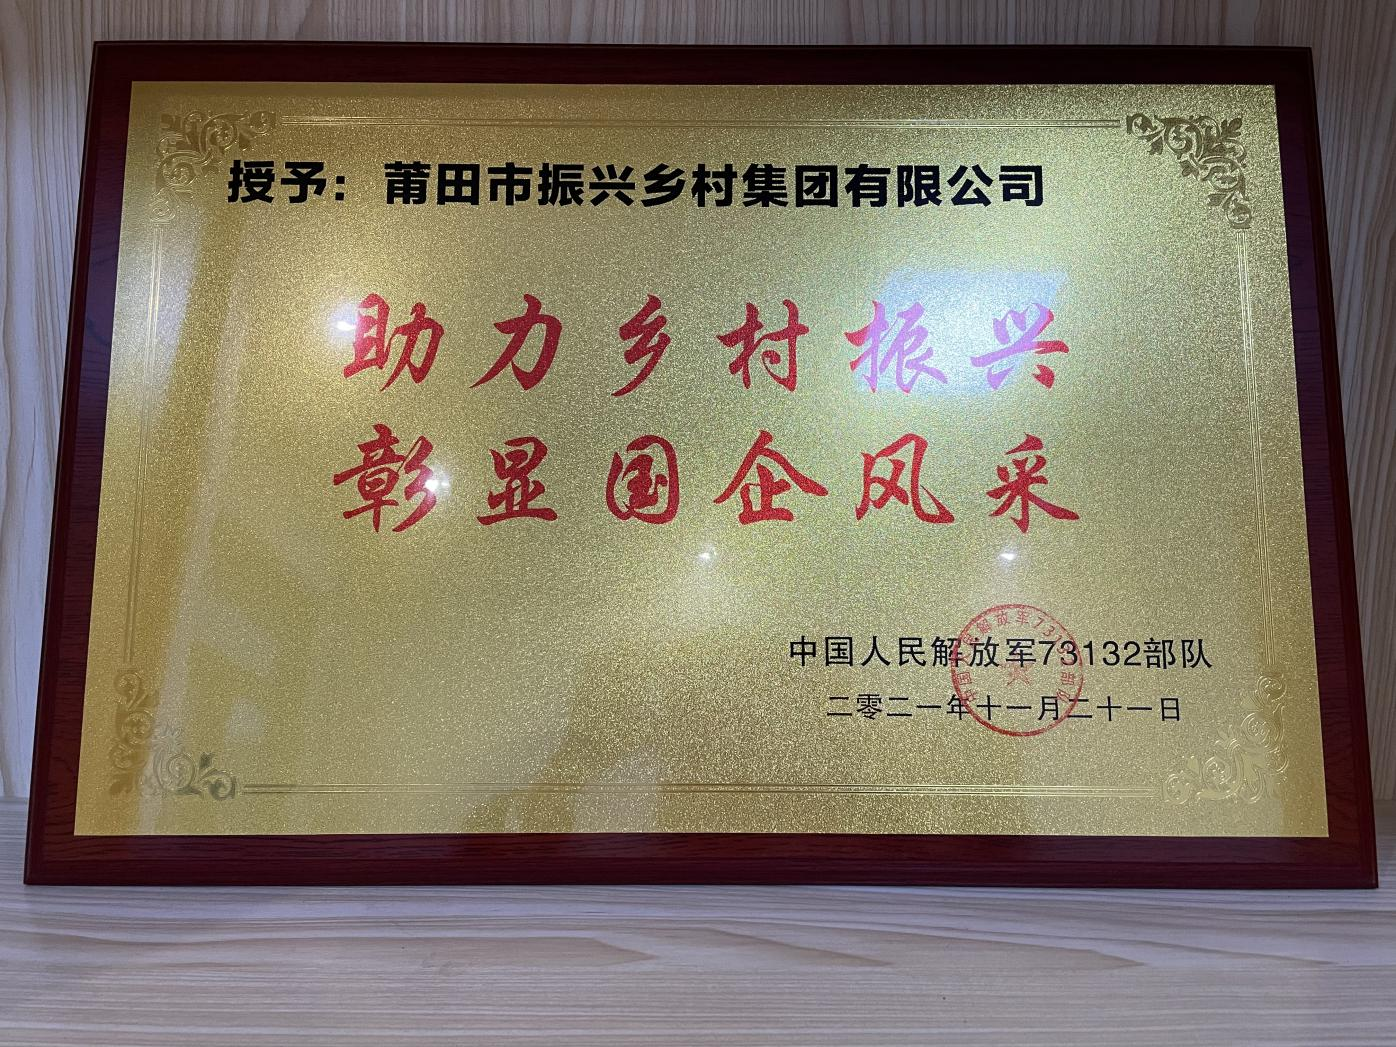 授予：莆田市振兴乡村集团有限公司
助力乡村振兴
彰显国企风采
中国人民解放军73132部队
二零二一年十一月二十一日